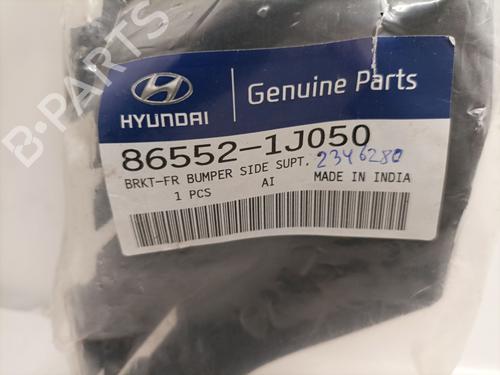 B-PARTS
HYUNDAI
Genuine Parts
86552-1J050
BRKT-FR BUMPER SIDE SUPT.
2346280
1 PCS AI MADE IN INDIA